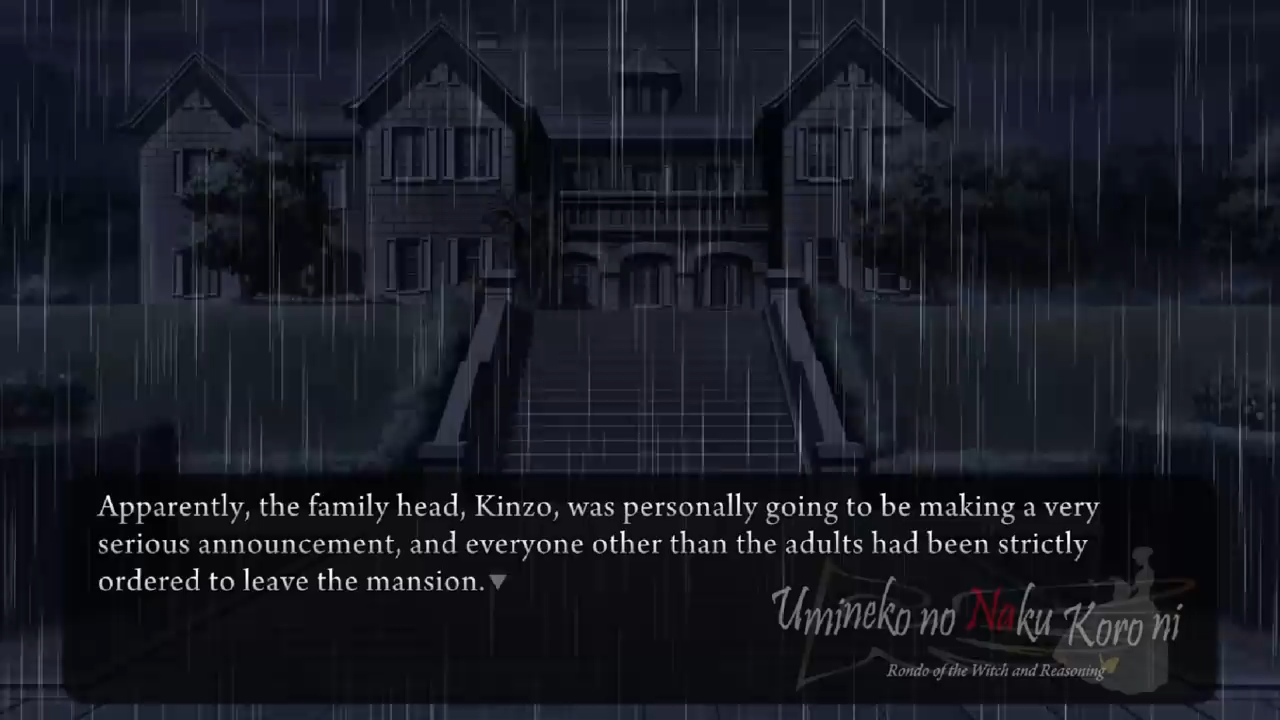 Apparently, the family head, Kinzo, was personally going to be making a very
serious announcement, and everyone other than the adults had been strictly
ordered to leave the mansion.
Umineko no Naku Koro ni
Rondo of the Witch and Reasoning